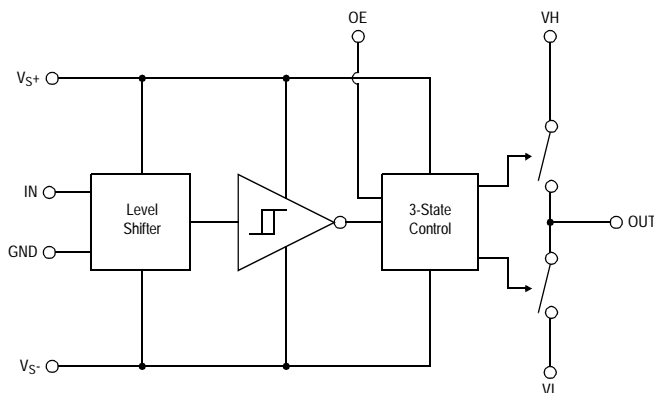 OE
VH
VS+
IN
Level
Shifter
3-State
Control
OUT
GND
VS-
VL